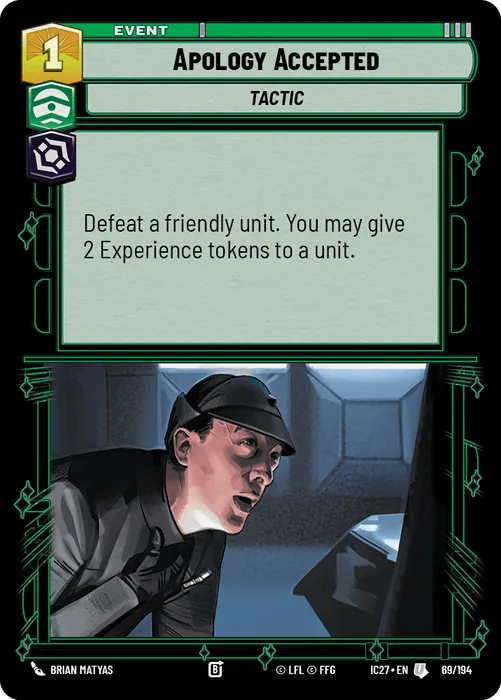 EVENT
1
APOLOGY ACCEPTED
TACTIC
Defeat a friendly unit. You may give
2 Experience tokens to a unit.
BRIAN MATYAS
B
© LFL © FFG
IC27 • EN
69/194